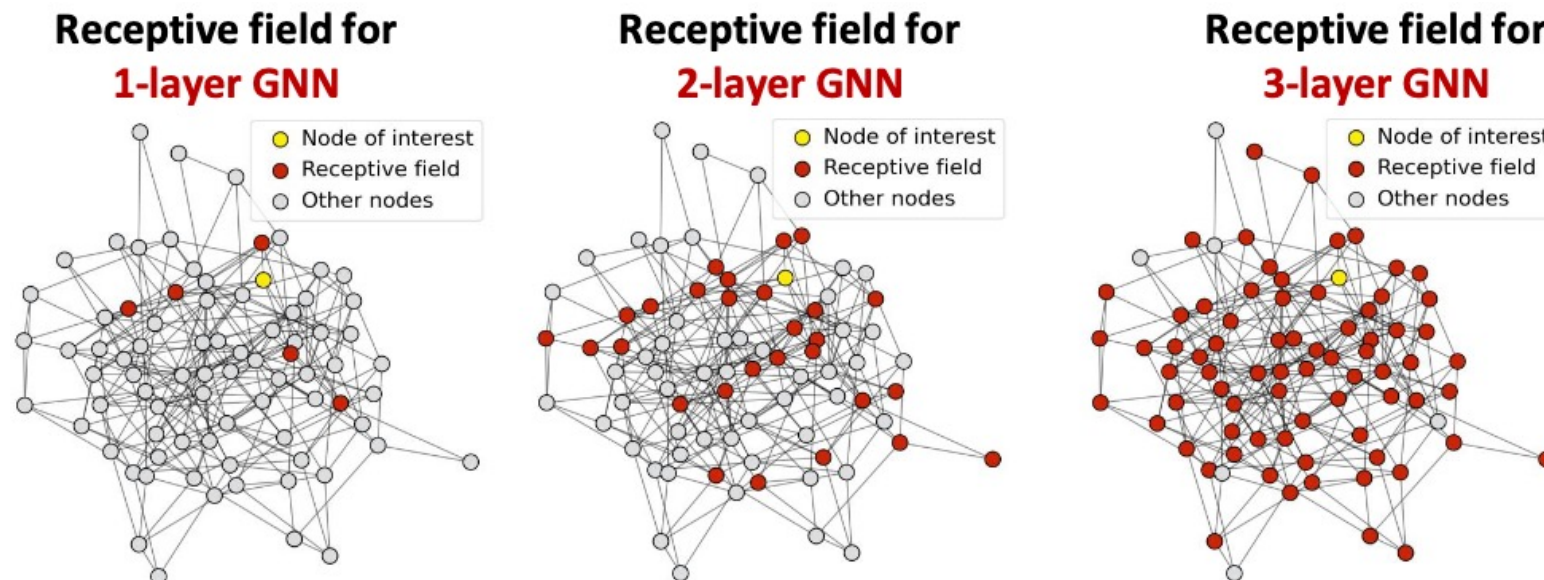 Receptive field for
1-layer GNN
Node of interest
Receptive field
Other nodes
Receptive field for
2-layer GNN
Node of interest
Receptive field
Other nodes
Receptive field for
3-layer GNN
Node of interest
Receptive field
Other nodes